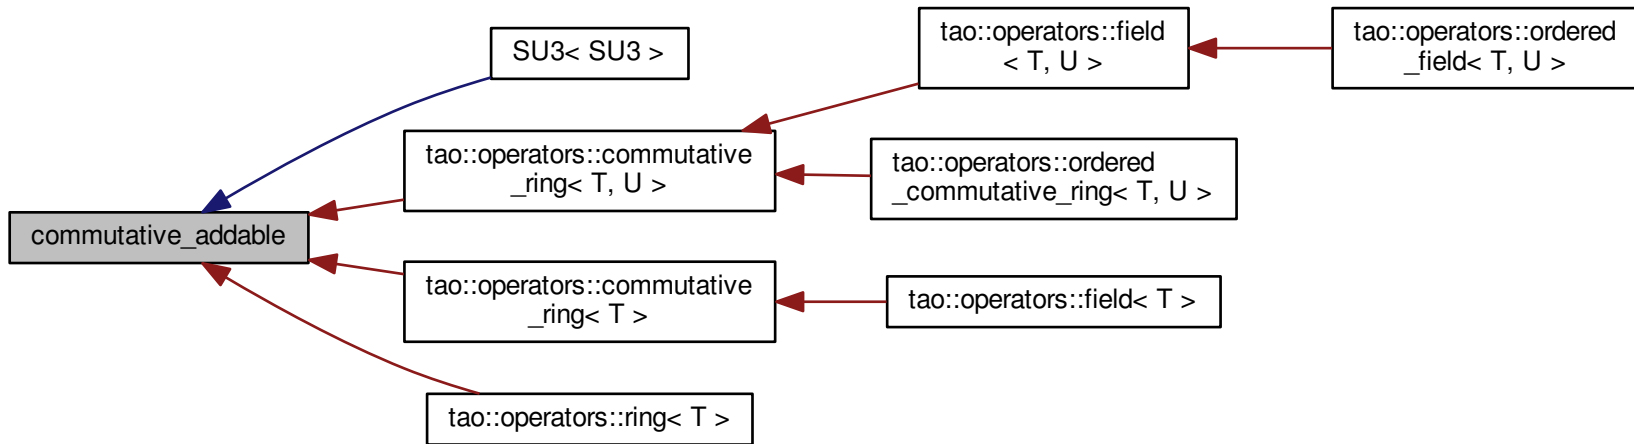 commutative_addable
SU3< SU3 >
tao::operators::commutative
_ring< T, U >
tao::operators::commutative
_ring< T >
tao::operators::ring< T >
tao::operators::field
< T, U >
tao::operators::ordered
_commutative_ring< T, U >
tao::operators::field< T >
tao::operators::ordered
_field< T, U >